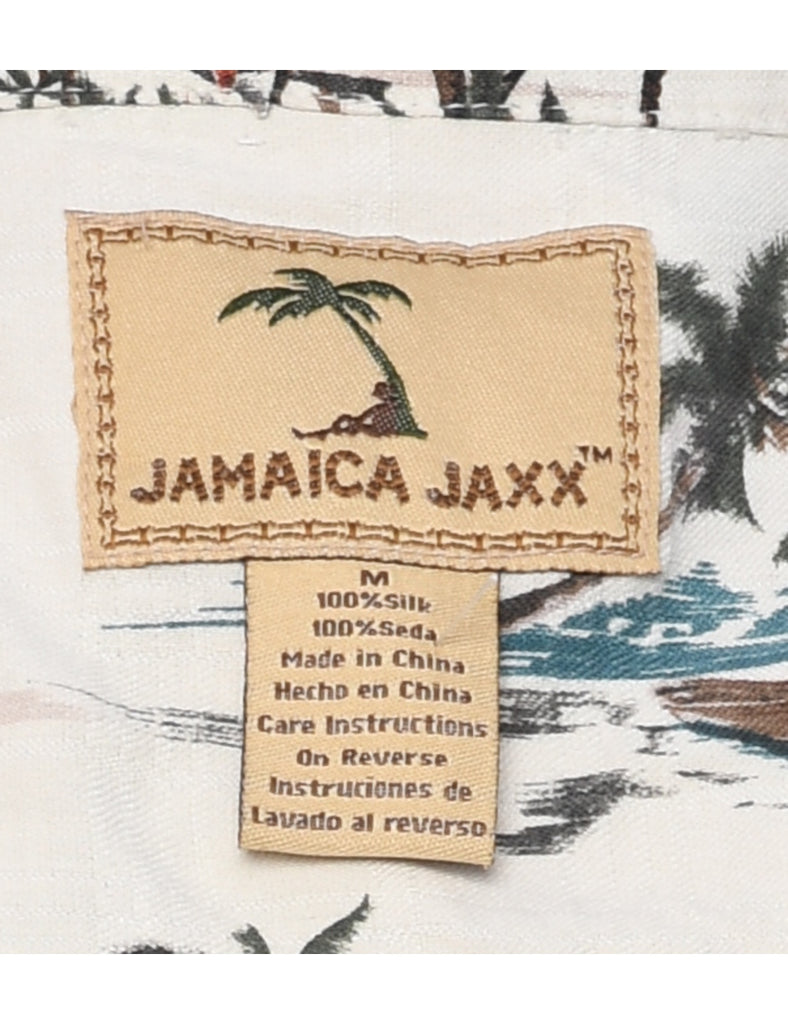 JAMAICA JAXX™
M
100%Silk
100%Seda
Made in China
Hecho en China
Care Instructions
On Reverse
Instruciones de
Lavado al reverso